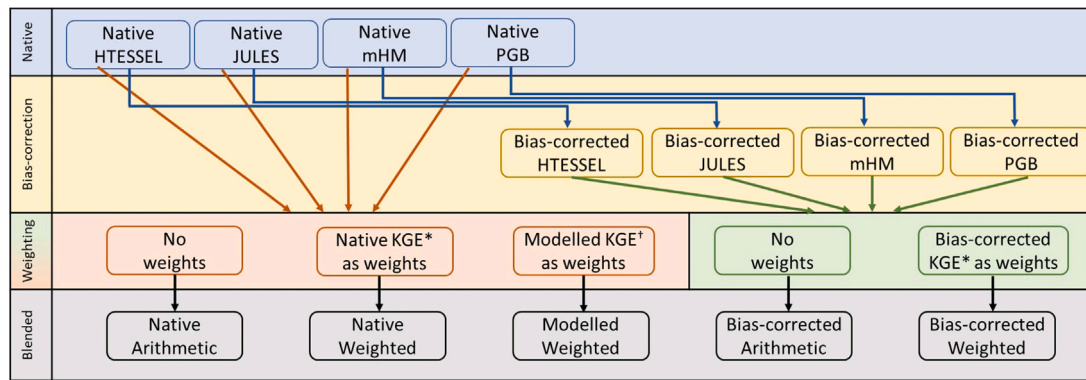 Native
Native
HTESSEL
Native
JULES
Native
mHM
Native
PGB
Bias-correction
Bias-corrected
HTESSEL
Bias-corrected
JULES
Bias-corrected
mHM
Bias-corrected
PGB
Weighting
No
weights
Native KGE*
as weights
Modelled KGE†
as weights
No
weights
Bias-corrected
KGE* as weights
Blended
Native
Arithmetic
Native
Weighted
Modelled
Weighted
Bias-corrected
Arithmetic
Bias-corrected
Weighted